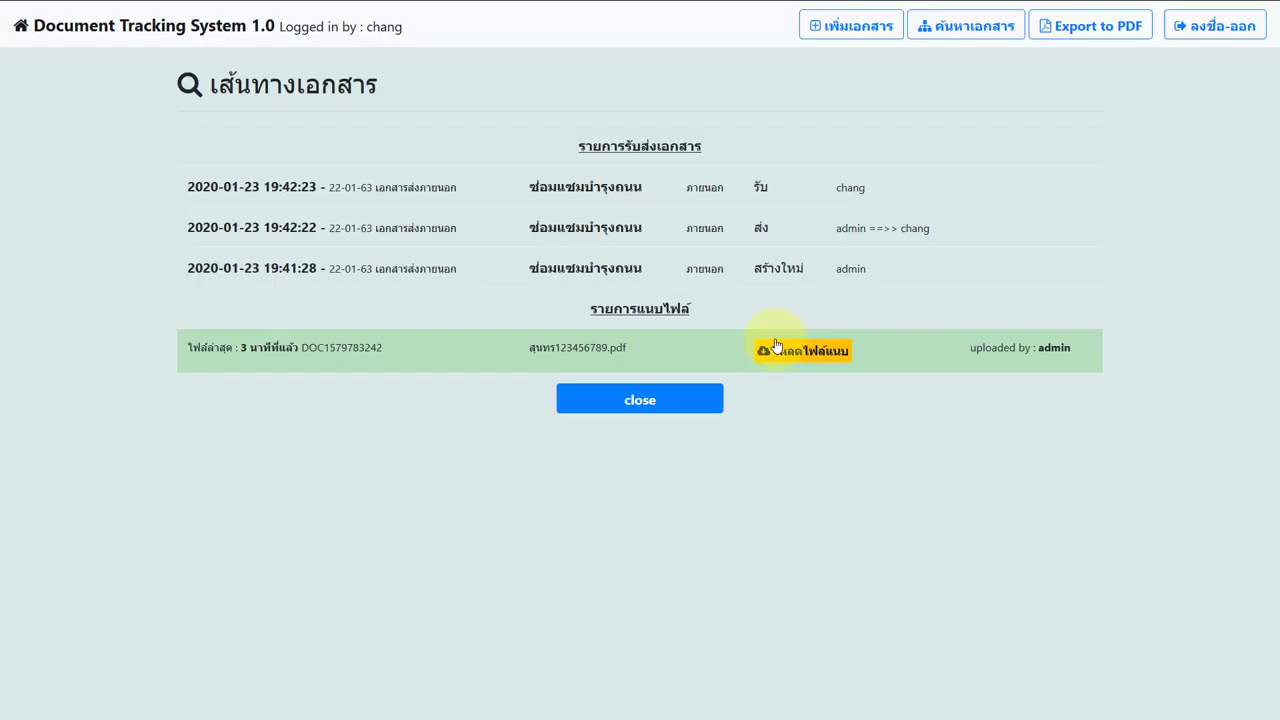 Document Tracking System 1.0 Logged in by : chang
เพิ่มเอกสาร ค้นหาเอกสาร Export to PDF ลงชื่อ-ออก
เส้นทางเอกสาร
รายการรับส่งเอกสาร
2020-01-23 19:42:23 - 22-01-63 เอกสารส่งภายนอก ซ่อมแซมบำรุงถนน ภายนอก รับ chang
2020-01-23 19:42:22 - 22-01-63 เอกสารส่งภายนอก ซ่อมแซมบำรุงถนน ภายนอก ส่ง admin ==>> chang
2020-01-23 19:41:28 - 22-01-63 เอกสารส่งภายนอก ซ่อมแซมบำรุงถนน ภายนอก สร้างใหม่ admin
รายการแนบไฟล์
ไฟล์ล่าสุด : 3 นาทีที่แล้ว DOC1579783242 สุนทร123456789.pdf ไฟล์แนบ uploaded by : admin
close